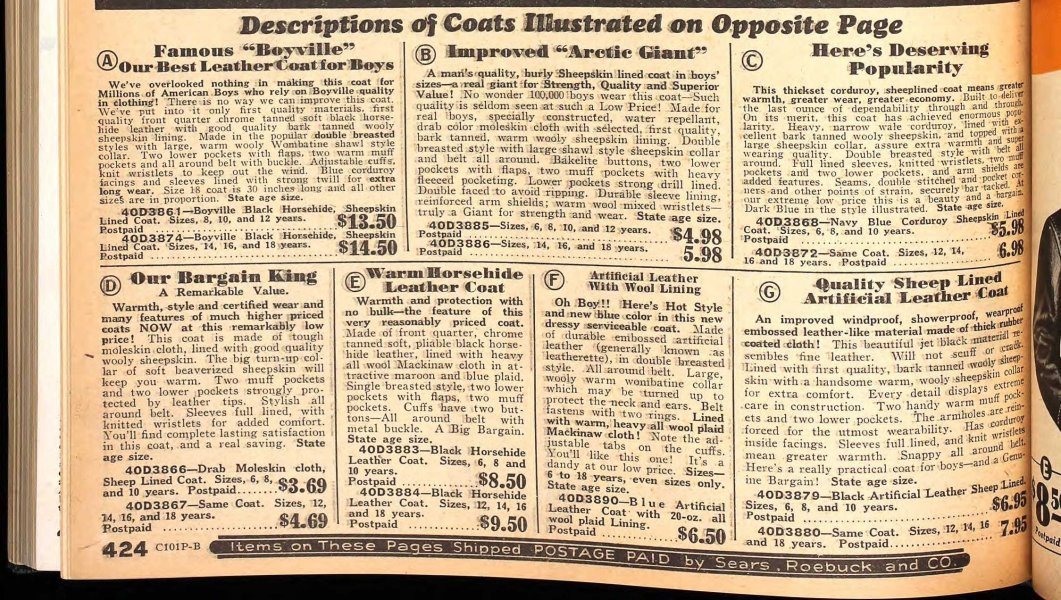 Descriptions of Coats Illustrated on Opposite Page
A
Famous "Boyville"
Our Best Leather Coat for Boys
We've overlooked nothing in making this coat for
Millions of American Boys who rely on Boyville quality
in clothing! There is no way we can improve this coat.
We've put into it only first quality materials, first
quality front quarter chrome tanned soft black horse-
hide leather with good quality bark tanned wooly
sheepskin lining. Made in the popular double breasted
styles with large, warm wooly Wombatine shawl style
collar. Two lower pockets with flaps, two warm muff
pockets and all around belt with buckle. Adjustable cuffs,
knit wristlets to keep out the wind. Blue corduroy
facings and sleeves lined with strong twill for extra
long wear. Size 18 coat is 30 inches long and all other
sizes are in proportion. State age size.
40D3861—Boyville Black Horsehide, Sheepskin
Lined Coat. Sizes, 8, 10, and 12 years.
Postpaid $13.50
40D3874—Boyville Black Horsehide, Sheepskin
Lined Coat. Sizes, 14, 16, and 18 years.
Postpaid $14.50
B
Improved "Arctic Giant"
A man's quality, burly Sheepskin lined coat in boys'
sizes—a real giant for Strength, Quality and Superior
Value! No wonder 100,000 boys wear this coat—Such
quality is seldom seen at such a Low Price! Made for
real boys, specially constructed, water repellant,
drab color moleskin cloth with selected, first quality,
bark tanned, warm wooly sheepskin lining. Double
breasted style with large shawl style sheepskin collar
and belt all around. Bakelite buttons, two lower
pockets with flaps, two muff pockets with heavy
fleeced pocketing. Lower pockets strong drill lined.
Double faced to avoid ripping. Durable sleeve lining,
reinforced arm shields; warm wool mixed wristlets—
truly a Giant for strength and wear. State age size.
40D3885—Sizes, 6, 8, 10, and 12 years.
Postpaid $4.98
40D3886—Sizes, 14, 16, and 18 years.
Postpaid 5.98
C
Here's Deserving
Popularity
This thickset corduroy, sheeplined coat means greater
warmth, greater wear, greater economy. Built to deliver
the last ounce of dependability through and through.
On its merit, this coat has achieved enormous popu-
larity. Heavy, narrow wale corduroy, lined with ex-
cellent bark tanned wooly sheepskin, and topped with a
large sheepskin collar, assure extra warmth and super
wearing quality. Double breasted style with belt all
around. Full lined sleeves, knitted wristlets, two muff
pockets and two lower pockets, and arm shields are
added features. Seams, double stitched and pocket cor-
ners and other points of strain, securely bar tacked. At
our extreme low price this is a beauty and a bargain.
Dark Blue in the style illustrated. State age size.
40D3868—Navy Blue Corduroy Sheepskin Lined
Coat. Sizes, 6, 8, and 10 years.
Postpaid $5.98
40D3872—Same Coat. Sizes, 12, 14,
16 and 18 years. Postpaid 6.98
D
Our Bargain King
A Remarkable Value.
Warmth, style and certified wear and
many features of much higher priced
coats NOW at this remarkably low
price! This coat is made of tough
moleskin cloth, lined with good quality
wooly sheepskin. The big turn-up col-
lar of soft beaverized sheepskin will
keep you warm. Two muff pockets
and two lower pockets strongly pro-
tected by leather tips. Stylish all
around belt. Sleeves full lined, with
knitted wristlets for added comfort.
You'll find complete lasting satisfaction
in this coat, and a real saving. State
age size.
40D3866—Drab Moleskin cloth,
Sheep Lined Coat. Sizes, 6, 8,
and 10 years. Postpaid $3.69
40D3867—Same Coat. Sizes, 12,
14, 16, and 18 years.
Postpaid $4.69
E
Warm Horsehide
Leather Coat
Warmth and protection with
no bulk—the feature of this
very reasonably priced coat.
Made of front quarter, chrome
tanned soft, pliable black horse-
hide leather, lined with heavy
all wool Mackinaw cloth in at-
tractive maroon and blue plaid.
Single breasted style, two lower
pockets with flaps, two muff
pockets. Cuffs have two but-
tons—All around belt with
metal buckle. A Big Bargain.
State age size.
40D3883—Black Horsehide
Leather Coat. Sizes, 6, 8 and
10 years.
Postpaid $8.50
40D3884—Black Horsehide
Leather Coat. Sizes, 12, 14, 16
and 18 years.
Postpaid $9.50
F
Artificial Leather
With Wool Lining
Oh Boy!! Here's Hot Style
and new blue color in this new
dressy serviceable coat. Made
of durable embossed artificial
leather (generally known as
leatherette), in double breasted
style. All around belt. Large,
wooly warm wombatine collar
which may be turned up to
protect the neck and ears. Belt
fastens with two rings. Lined
with warm, heavy all wool plaid
Mackinaw cloth! Note the ad-
justable tabs on the cuffs.
You'll like this one! It's a
dandy at our low price. Sizes—
6 to 18 years, even sizes only.
State age size.
40D3890—Blue Artificial
Leather Coat with 20-oz. all
wool plaid Lining.
Postpaid $6.50
G
Quality Sheep Lined
Artificial Leather Coat
An improved windproof, showerproof, wearproof
embossed leather-like material made of thick rubber
coated cloth! This beautiful jet black material re-
sembles fine leather. Will not scuff or crack.
Lined with first quality, bark tanned wooly sheep-
skin with a handsome warm, wooly sheepskin collar
for extra comfort. Every detail displays extreme
care in construction. Two handy warm muff pock-
ets and two lower pockets. The armholes are rein-
forced for the utmost wearability. Has corduroy
inside facings. Sleeves full lined, and knit wristlets
mean greater warmth. Snappy all around belt.
Here's a really practical coat for boys—and a Genu-
ine Bargain! State age size.
40D3879—Black Artificial Leather Sheep Lined.
Sizes, 6, 8, and 10 years.
Postpaid $6.95
40D3880—Same Coat. Sizes, 12, 14, 16
and 18 years. Postpaid 7.95
424 C101P-B Items on These Pages Shipped POSTAGE PAID by Sears, Roebuck and CO.
E
Postpaid